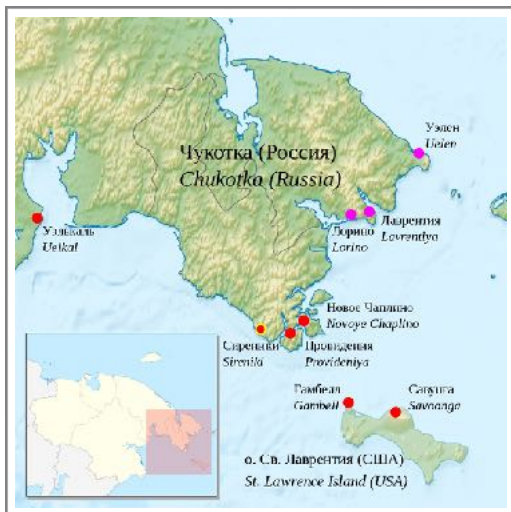 Уэлен
Uelen
Чукотка (Россия)
Chukotka (Russia)
Лаврентия
Lavrentiya
Лорино
Lorino
Уэлькаль
Uelkal
Новое Чаплино
Novoye Chaplino
Сиреники
Sireniki
Провидения
Provideniya
Гамбелл
Gambell
Савунга
Savoonga
о. Св. Лаврентия (США)
St. Lawrence Island (USA)